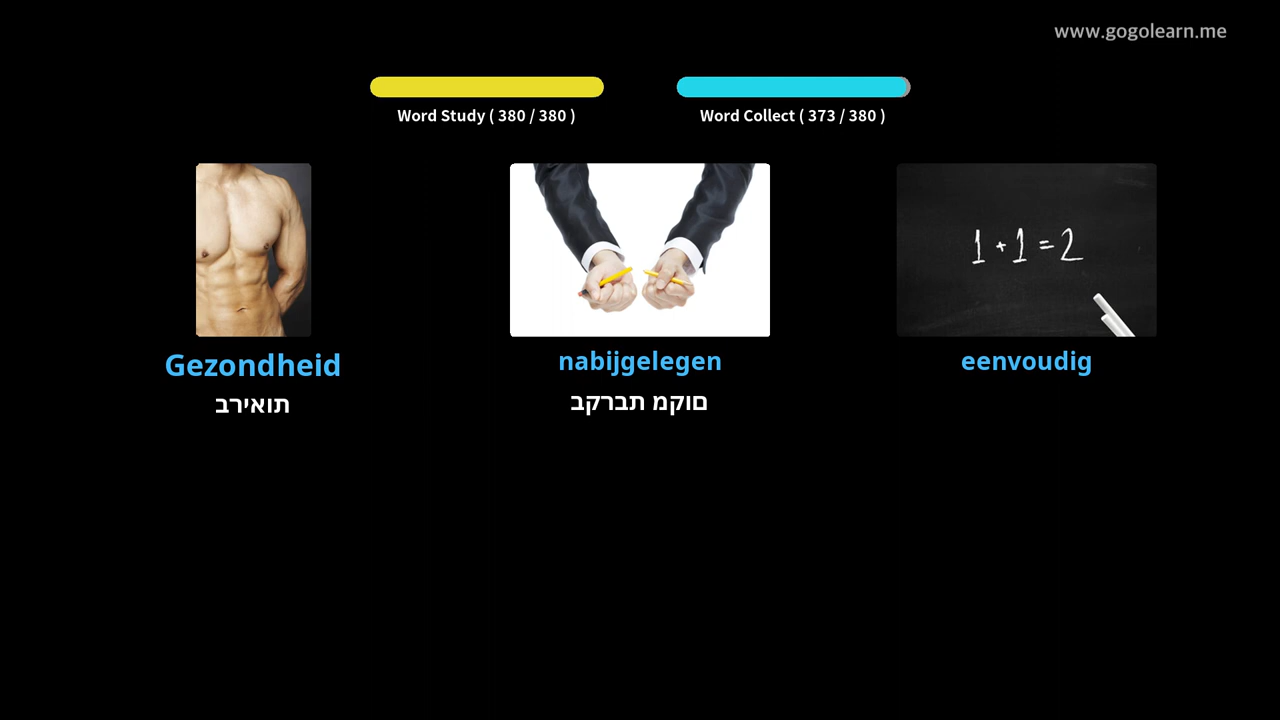 www.gogolearn.me
Word Study ( 380 / 380 )
Word Collect ( 373 / 380 )
Gezondheid
בריאות
nabijgelegen
בקרבת מקום
eenvoudig
1 + 1 = 2